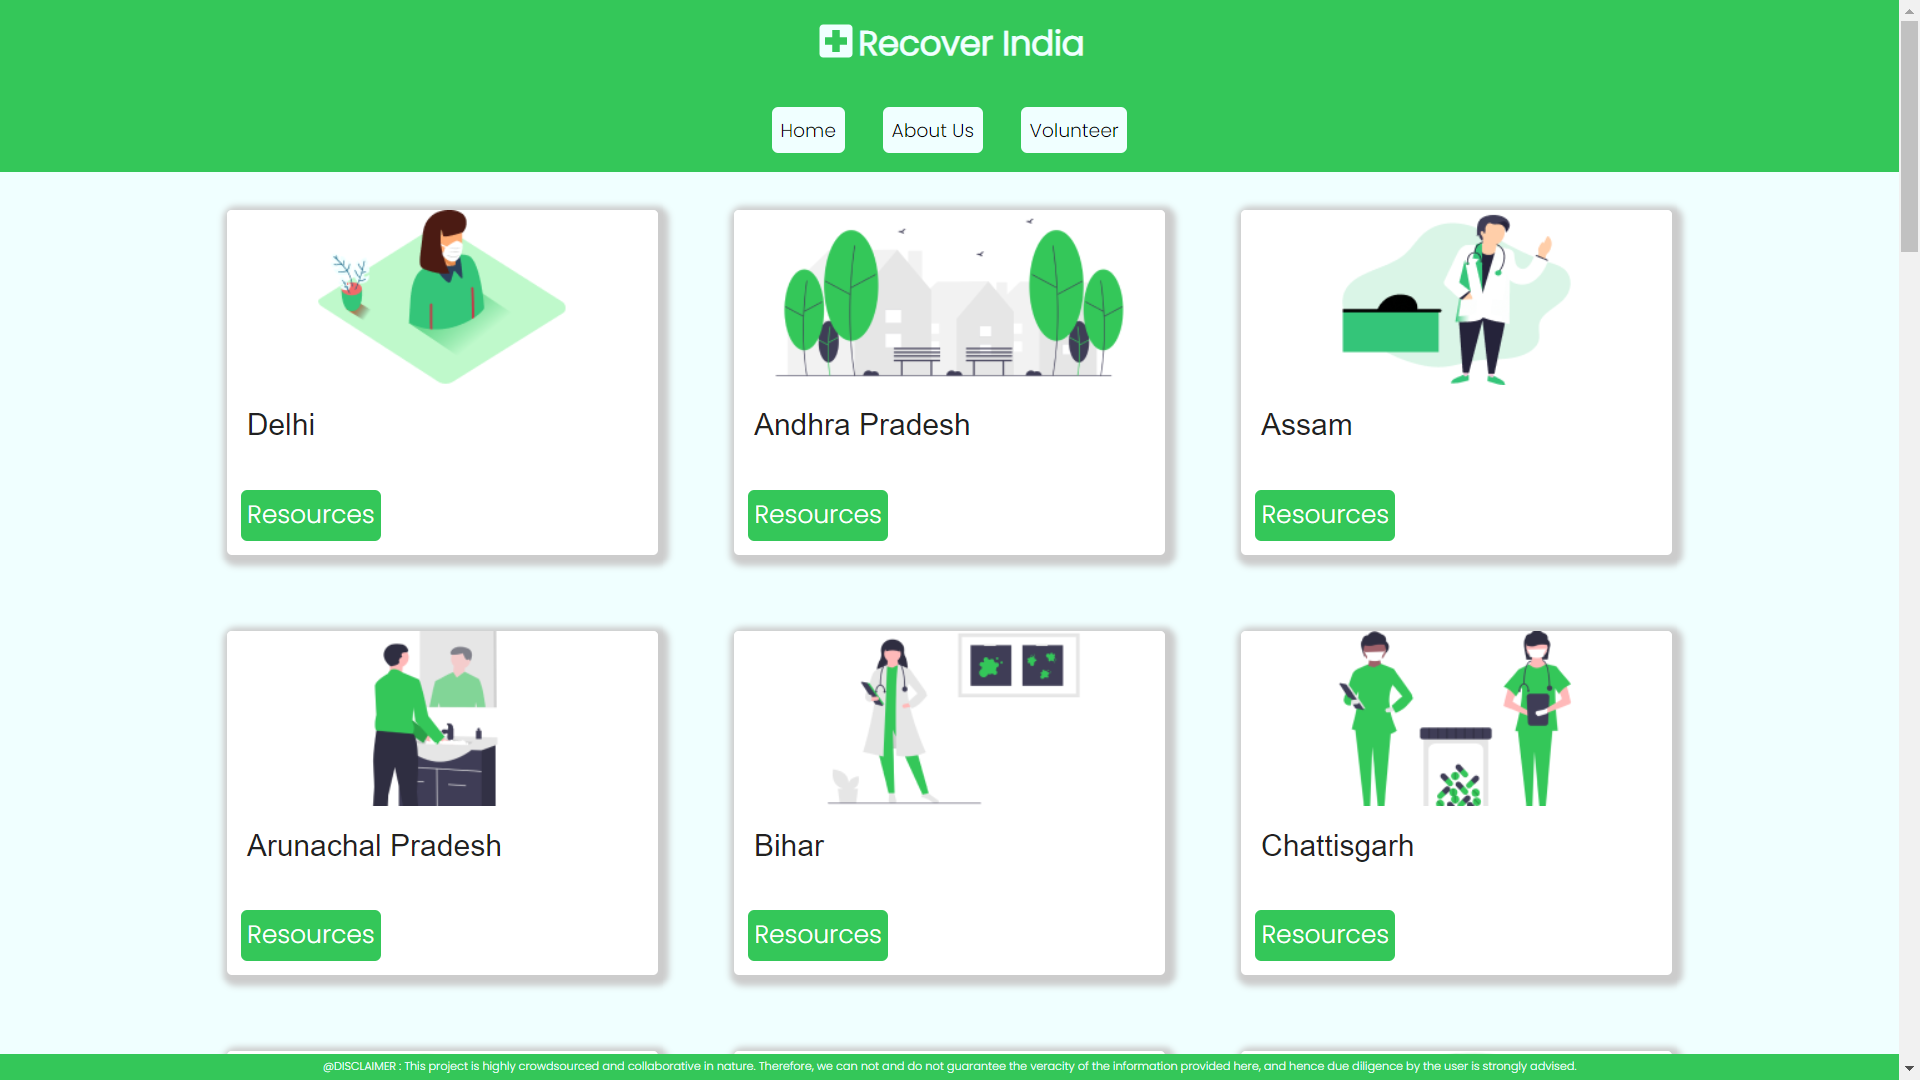 Recover India
Home
About Us
Volunteer
Delhi
Andhra Pradesh
Assam
Resources
Resources
Resources
Arunachal Pradesh
Bihar
Chattisgarh
Resources
Resources
Resources
@DISCLAIMER : This project is highly crowdsourced and collaborative in nature. Therefore, we can not and do not guarantee the veracity of the information provided here, and hence due diligence by the user is strongly advised.